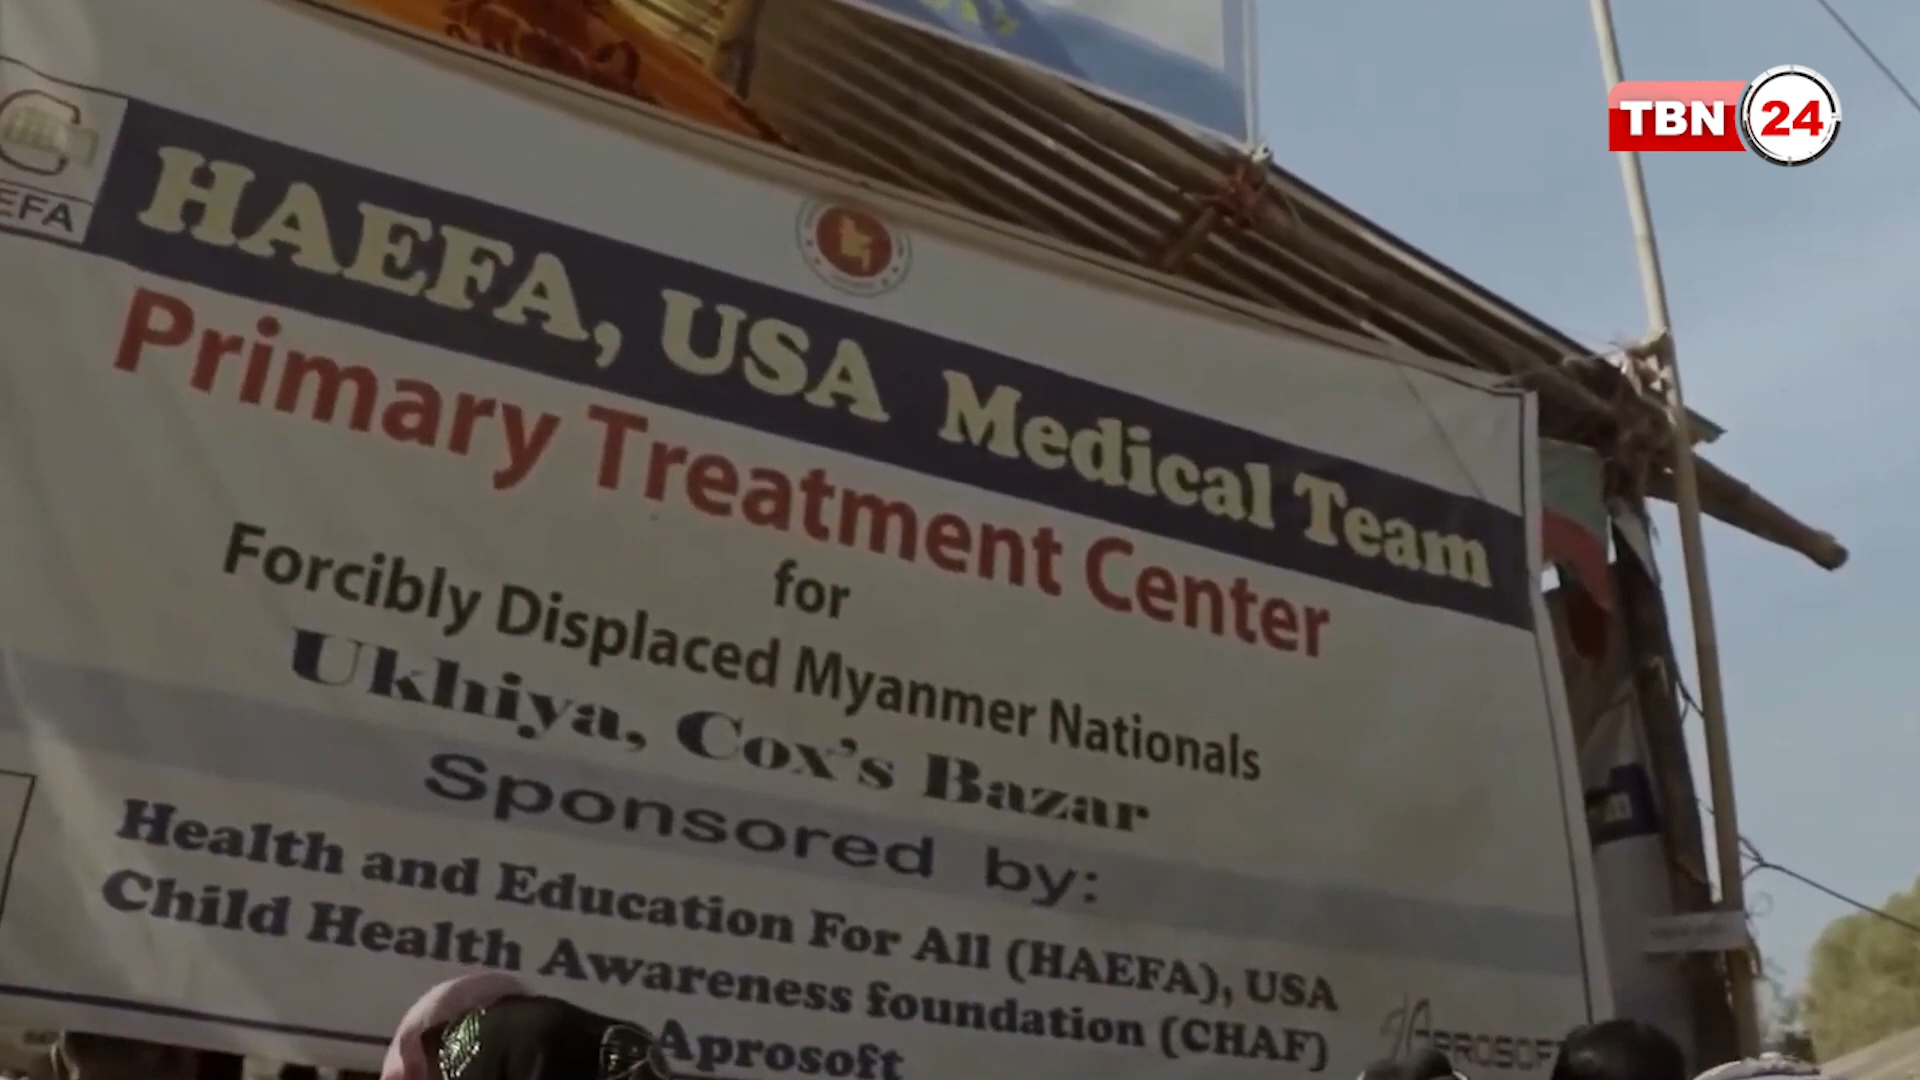 TBN 24
EFA
HAEFA, USA Medical Team
Primary Treatment Center
for
Forcibly Displaced Myanmer Nationals
Ukhiya, Cox's Bazar
Sponsored by:
Health and Education For All (HAEFA), USA
Child Health Awareness foundation (CHAF)
Aprosoft
APROSOFT